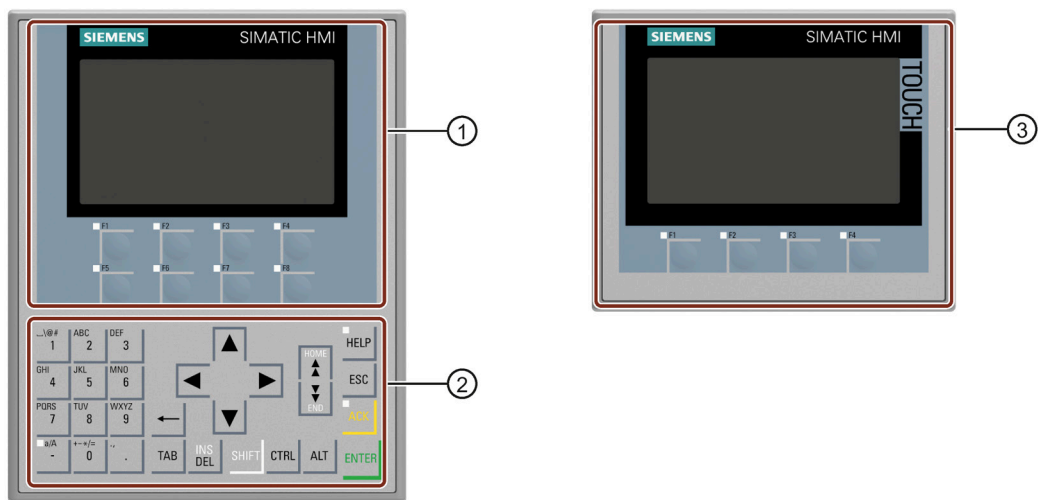 SIEMENS SIMATIC HMI
F1 F2 F3 F4
F5 F6 F7 F8
1
_\@# ABC DEF
1 2 3
HELP
HOME
GHI JKL MNO
4 5 6
ESC
END
2
PQRS TUV WXYZ
7 8 9
←
ACK
a/A +-*/= .,
- 0 .
TAB INS DEL SHIFT CTRL ALT ENTER
SIEMENS SIMATIC HMI
TOUCH
F1 F2 F3 F4
3